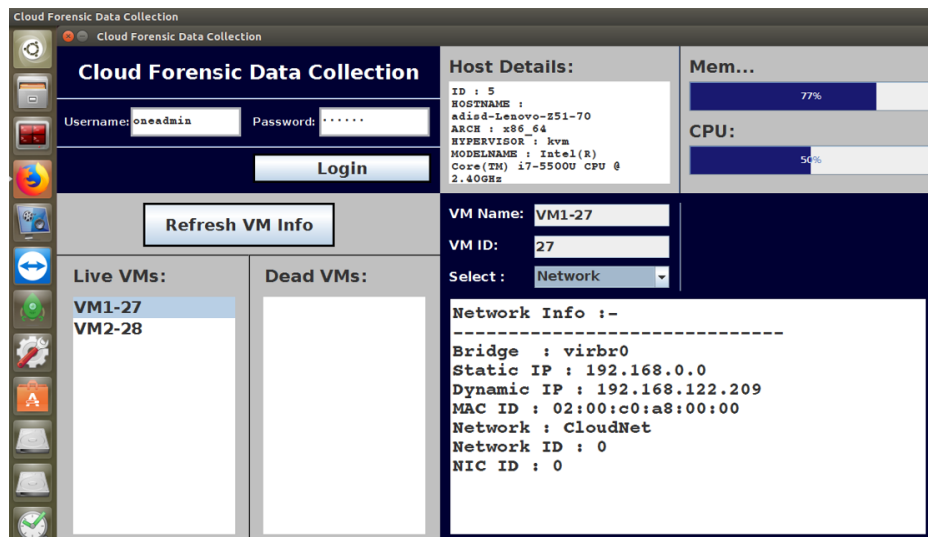 Cloud Forensic Data Collection
Cloud Forensic Data Collection
Cloud Forensic Data Collection
Username: oneadmin Password: ······
Login
Host Details:
ID : 5
HOSTNAME :
adisd-Lenovo-Z51-70
ARCH : x86_64
HYPERVISOR : kvm
MODELNAME : Intel(R)
Core(TM) i7-5500U CPU @
2.40GHz
Mem...
77%
CPU:
50%
Refresh VM Info
Live VMs:
VM1-27
VM2-28
Dead VMs:
VM Name: VM1-27
VM ID: 27
Select : Network
Network Info :-
------------------------------
Bridge : virbr0
Static IP : 192.168.0.0
Dynamic IP : 192.168.122.209
MAC ID : 02:00:c0:a8:00:00
Network : CloudNet
Network ID : 0
NIC ID : 0